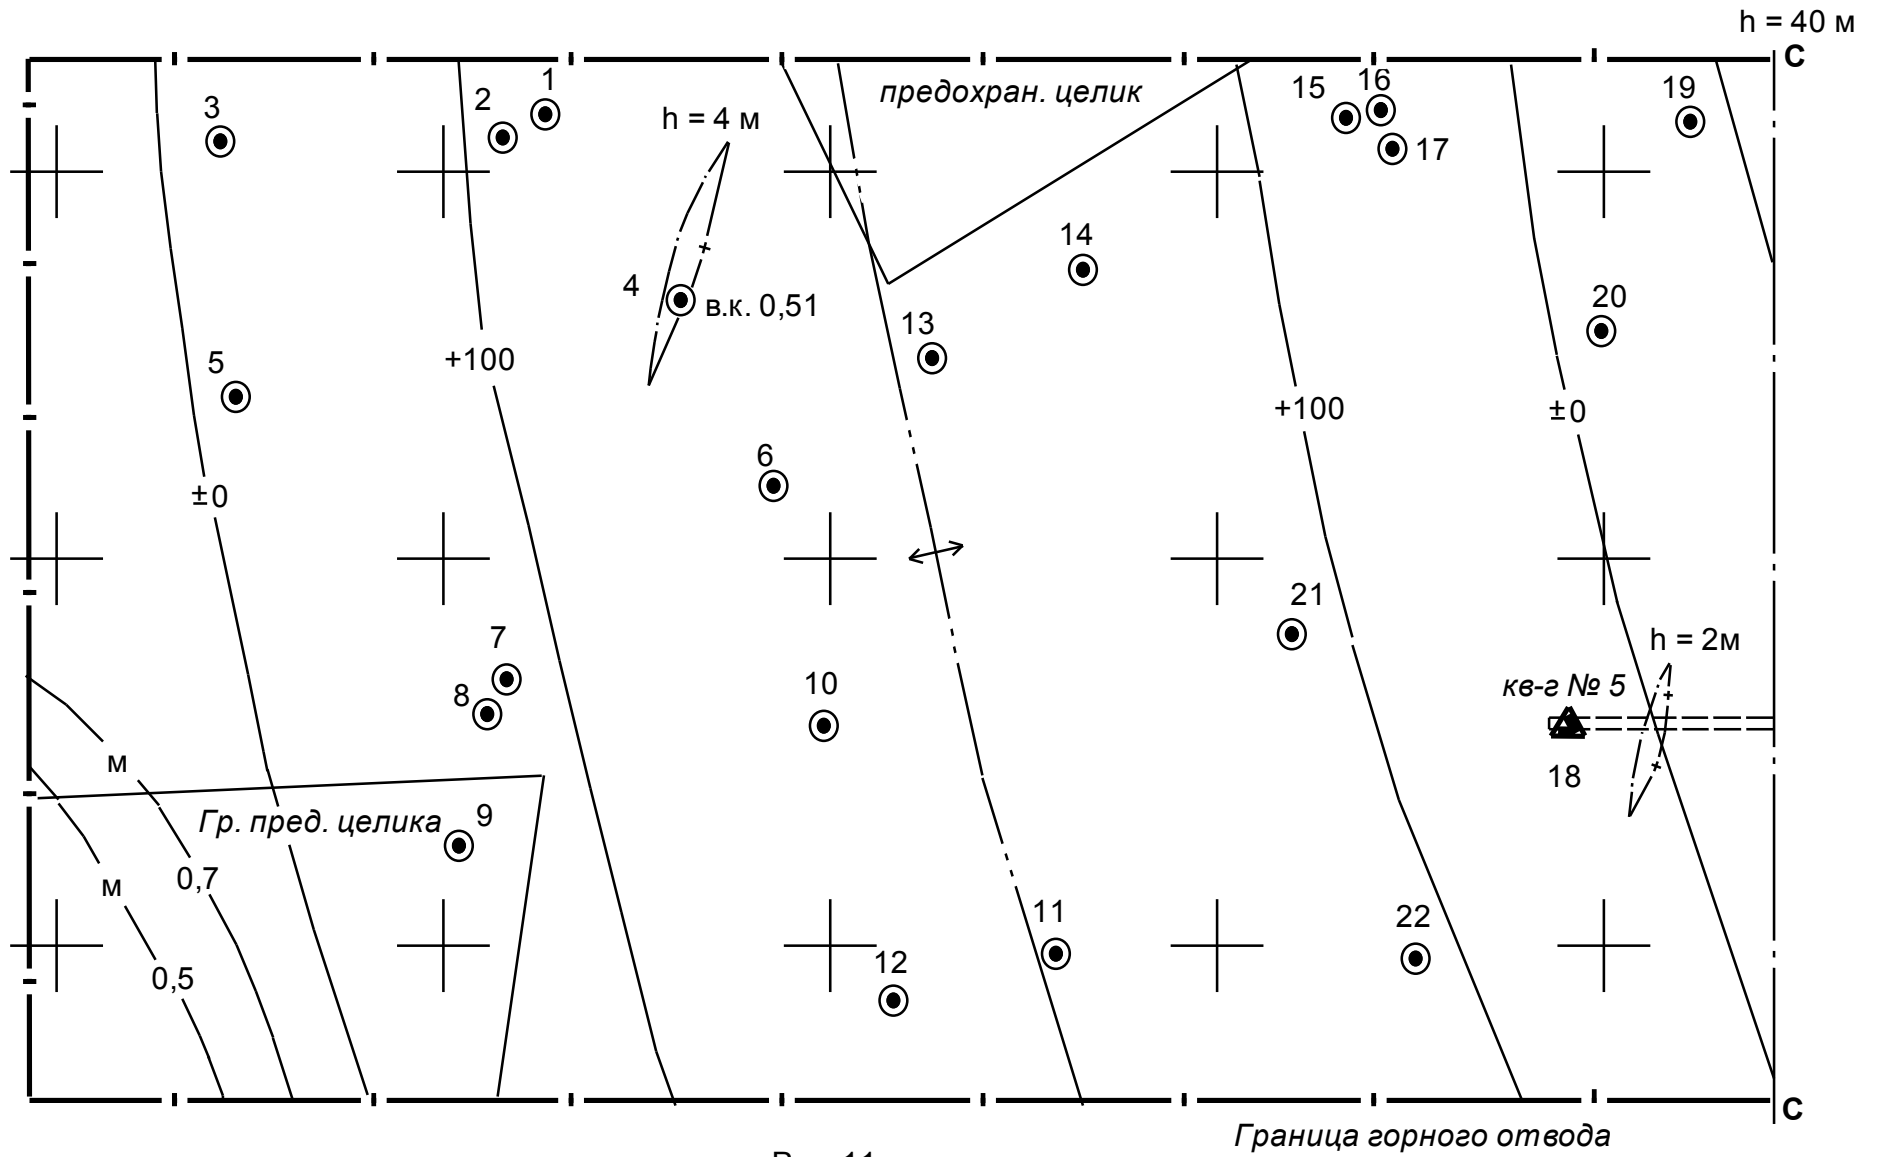 h = 40 м
С
предохран. целик
1
2
3
15
16
17
19
h = 4 м
14
4
в.к. 0,51
13
20
5
+100
+100
±0
6
±0
21
7
8
10
h = 2м
кв-г № 5
18
м
Гр. пред. целика
9
м
0,7
0,5
11
12
22
С
Граница горного отвода